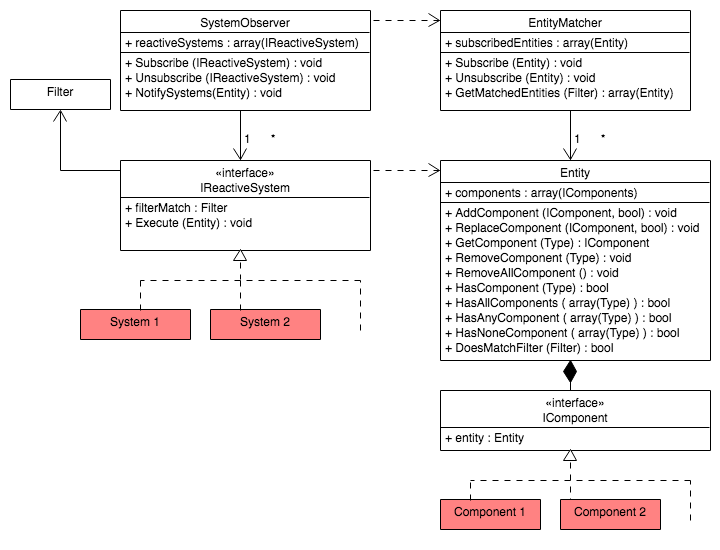 SystemObserver
+ reactiveSystems : array(IReactiveSystem)
+ Subscribe (IReactiveSystem) : void
+ Unsubscribe (IReactiveSystem) : void
+ NotifySystems(Entity) : void
EntityMatcher
+ subscribedEntities : array(Entity)
+ Subscribe (Entity) : void
+ Unsubscribe (Entity) : void
+ GetMatchedEntities (Filter) : array(Entity)
Filter
1 *
1 *
«interface»
IReactiveSystem
+ filterMatch : Filter
+ Execute (Entity) : void
Entity
+ components : array(IComponents)
+ AddComponent (IComponent, bool) : void
+ ReplaceComponent (IComponent, bool) : void
+ GetComponent (Type) : IComponent
+ RemoveComponent (Type) : void
+ RemoveAllComponent () : void
+ HasComponent (Type) : bool
+ HasAllComponents ( array(Type) ) : bool
+ HasAnyComponent ( array(Type) ) : bool
+ HasNoneComponent ( array(Type) ) : bool
+ DoesMatchFilter (Filter) : bool
System 1
System 2
«interface»
IComponent
+ entity : Entity
Component 1
Component 2